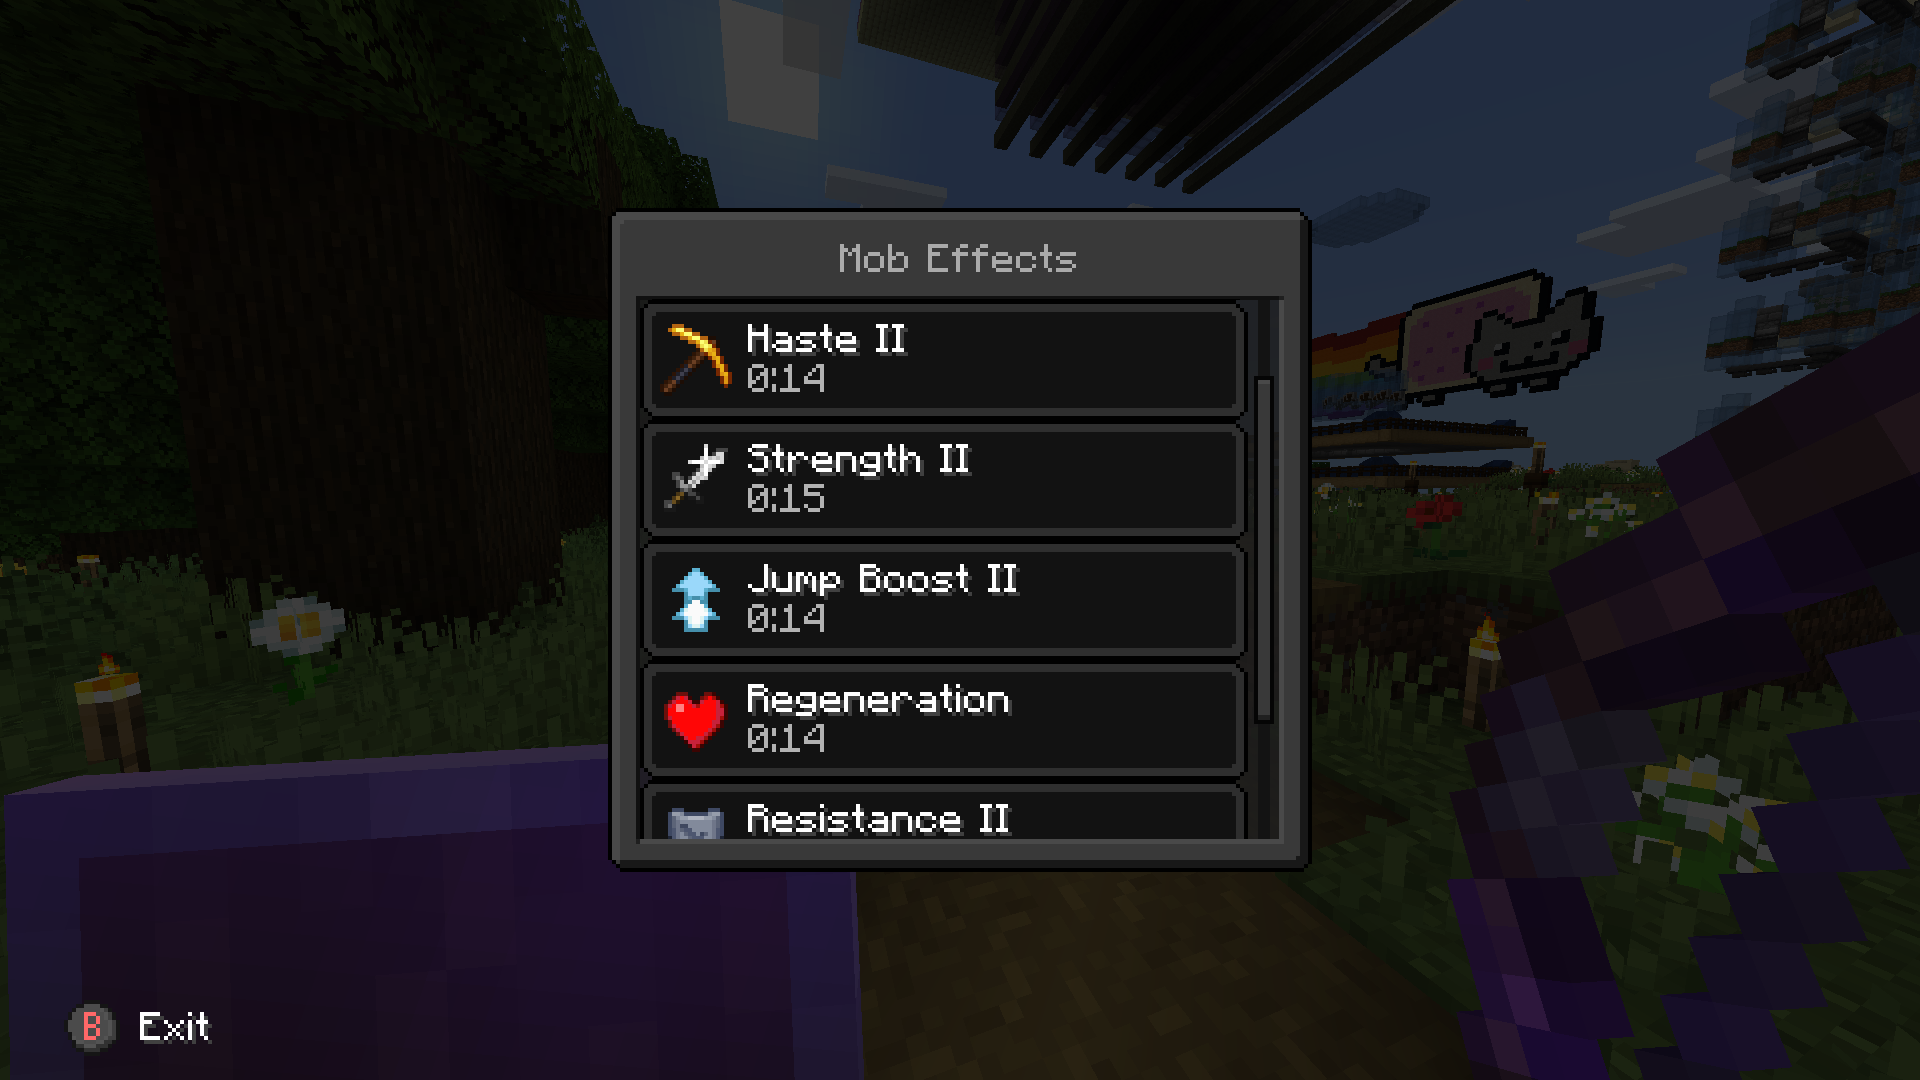 Mob Effects
Haste II
0:14
Strength II
0:15
Jump Boost II
0:14
Regeneration
0:14
Resistance II
B Exit